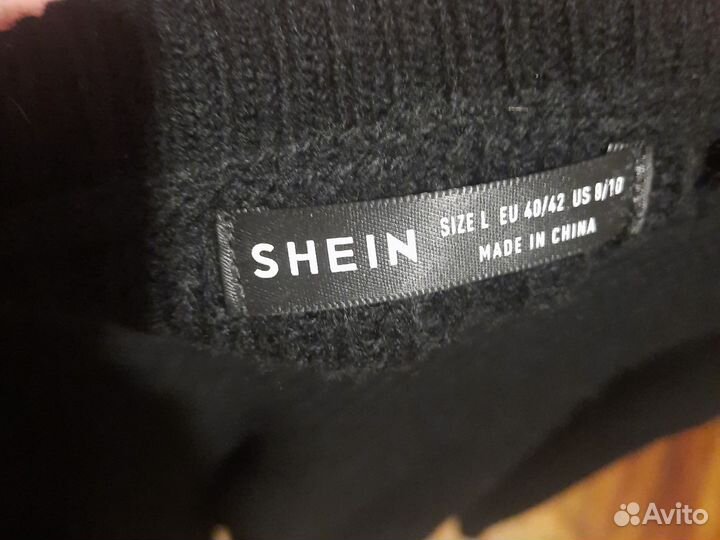 SHEIN
SIZE L EU 40/42 US 8/10
MADE IN CHINA
Avito